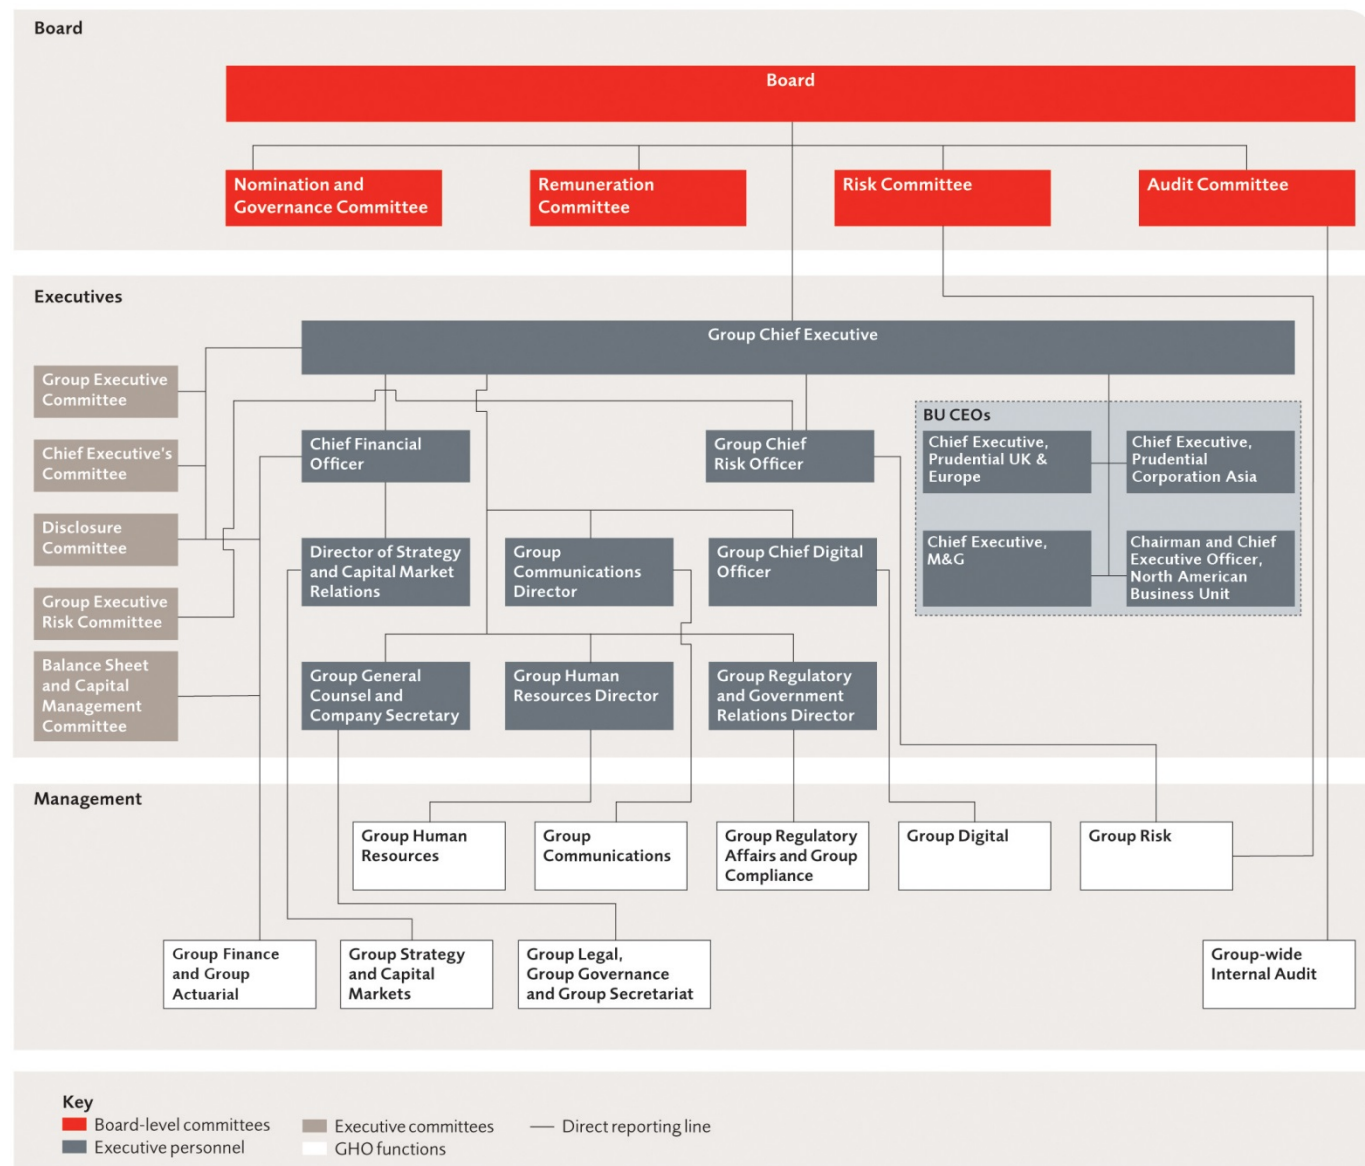 Board
Board
Nomination and
Governance Committee
Remuneration
Committee
Risk Committee
Audit Committee
Executives
Group Chief Executive
Group Executive
Committee
Chief Executive's
Committee
Disclosure
Committee
Group Executive
Risk Committee
Balance Sheet
and Capital
Management
Committee
Chief Financial
Officer
Group Chief
Risk Officer
BU CEOs
Chief Executive,
Prudential UK &
Europe
Chief Executive,
Prudential
Corporation Asia
Chief Executive,
M&G
Chairman and Chief
Executive Officer,
North American
Business Unit
Director of Strategy
and Capital Market
Relations
Group
Communications
Director
Group Chief Digital
Officer
Group General
Counsel and
Company Secretary
Group Human
Resources Director
Group Regulatory
and Government
Relations Director
Management
Group Human
Resources
Group
Communications
Group Regulatory
Affairs and Group
Compliance
Group Digital
Group Risk
Group Finance
and Group
Actuarial
Group Strategy
and Capital
Markets
Group Legal,
Group Governance
and Group Secretariat
Group-wide
Internal Audit
Key
Board-level committees
Executive committees
Direct reporting line
Executive personnel
GHO functions